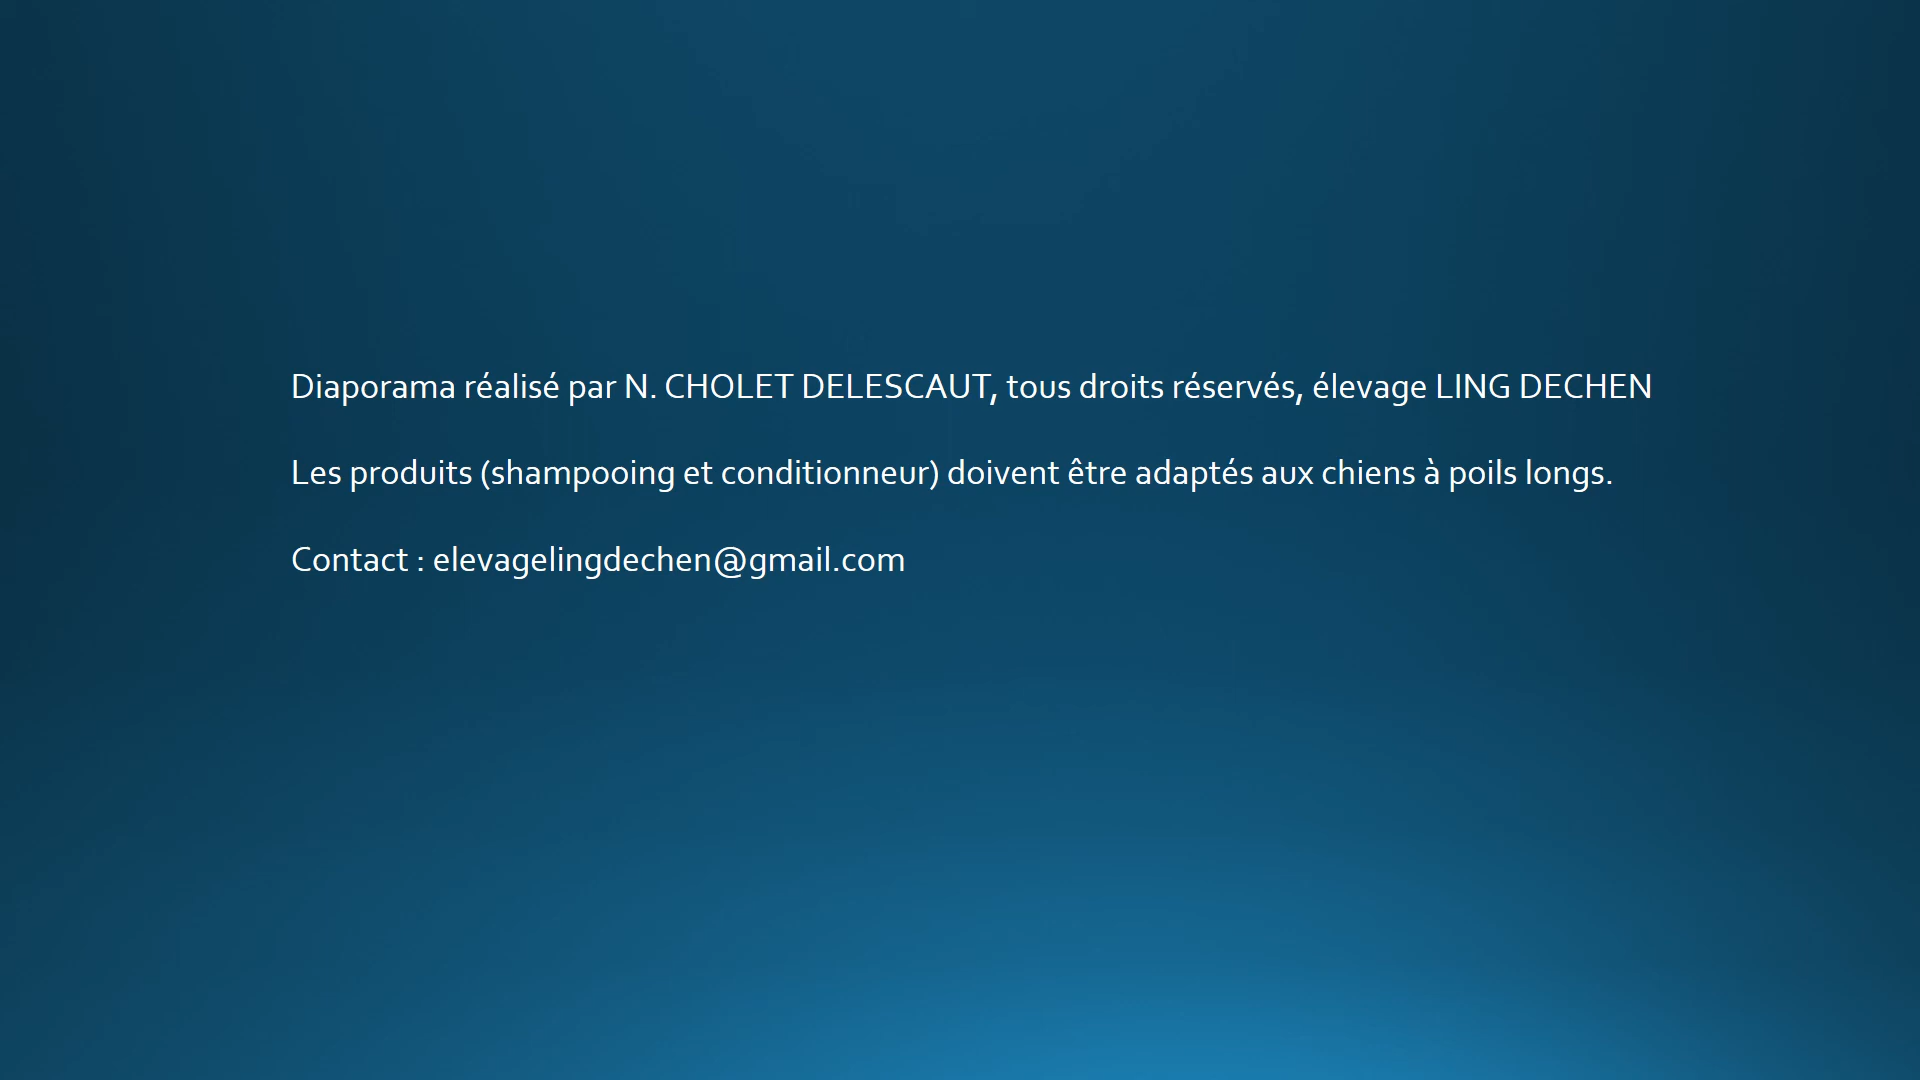 Diaporama réalisé par N. CHOLET DELESCAUT, tous droits réservés, élevage LING DECHEN
Les produits (shampooing et conditionneur) doivent être adaptés aux chiens à poils longs.
Contact : elevagelingdechen@gmail.com